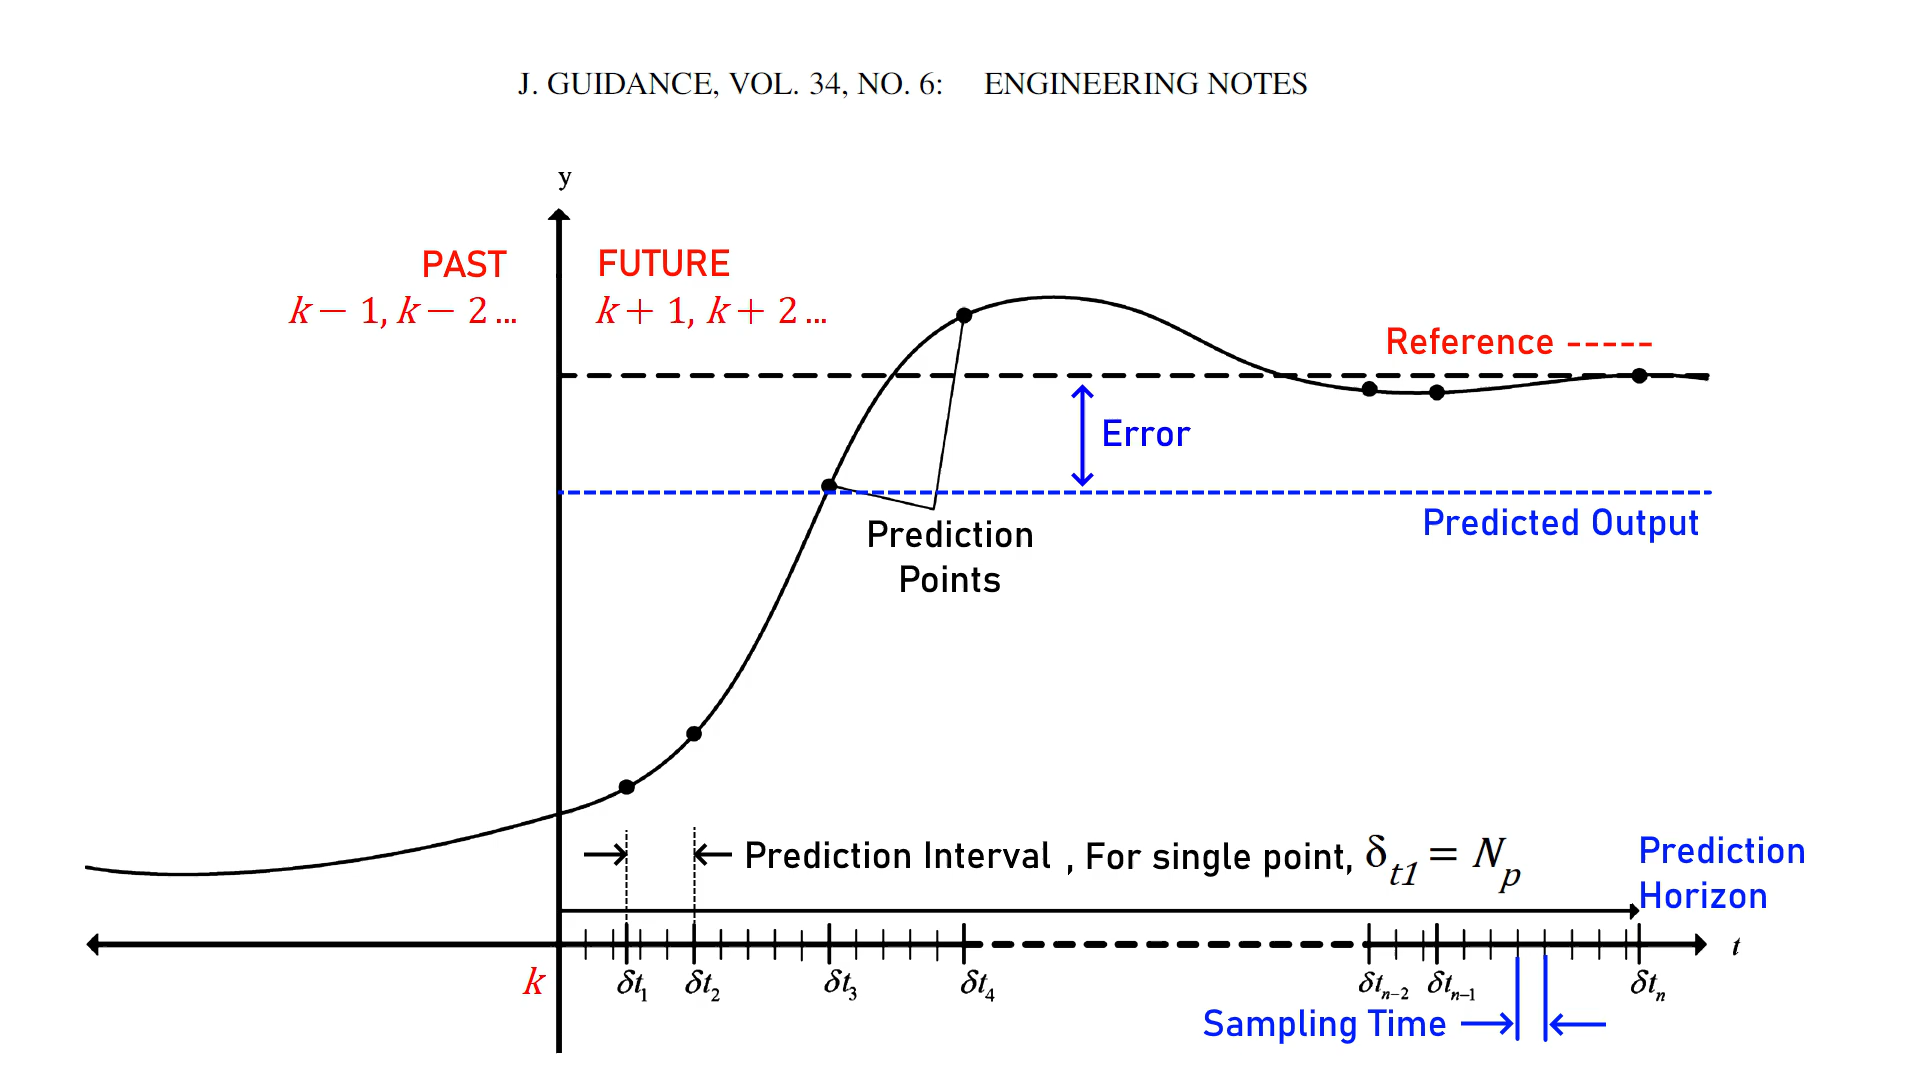 J. GUIDANCE, VOL. 34, NO. 6: ENGINEERING NOTES
y
PAST
k − 1, k − 2 ...
FUTURE
k + 1, k + 2 ...
Reference -----
Error
Predicted Output
Prediction
Points
Prediction Interval , For single point, δt1 = Np
Prediction
Horizon
t
k
δt1 δt2 δt3 δt4 δtn−2 δtn−1 δtn
Sampling Time